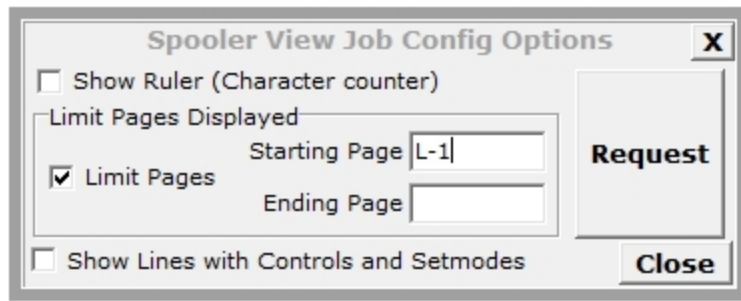 Spooler View Job Config Options X
Show Ruler (Character counter)
Limit Pages Displayed
Starting Page L-1
Limit Pages
Ending Page
Request
Show Lines with Controls and Setmodes
Close